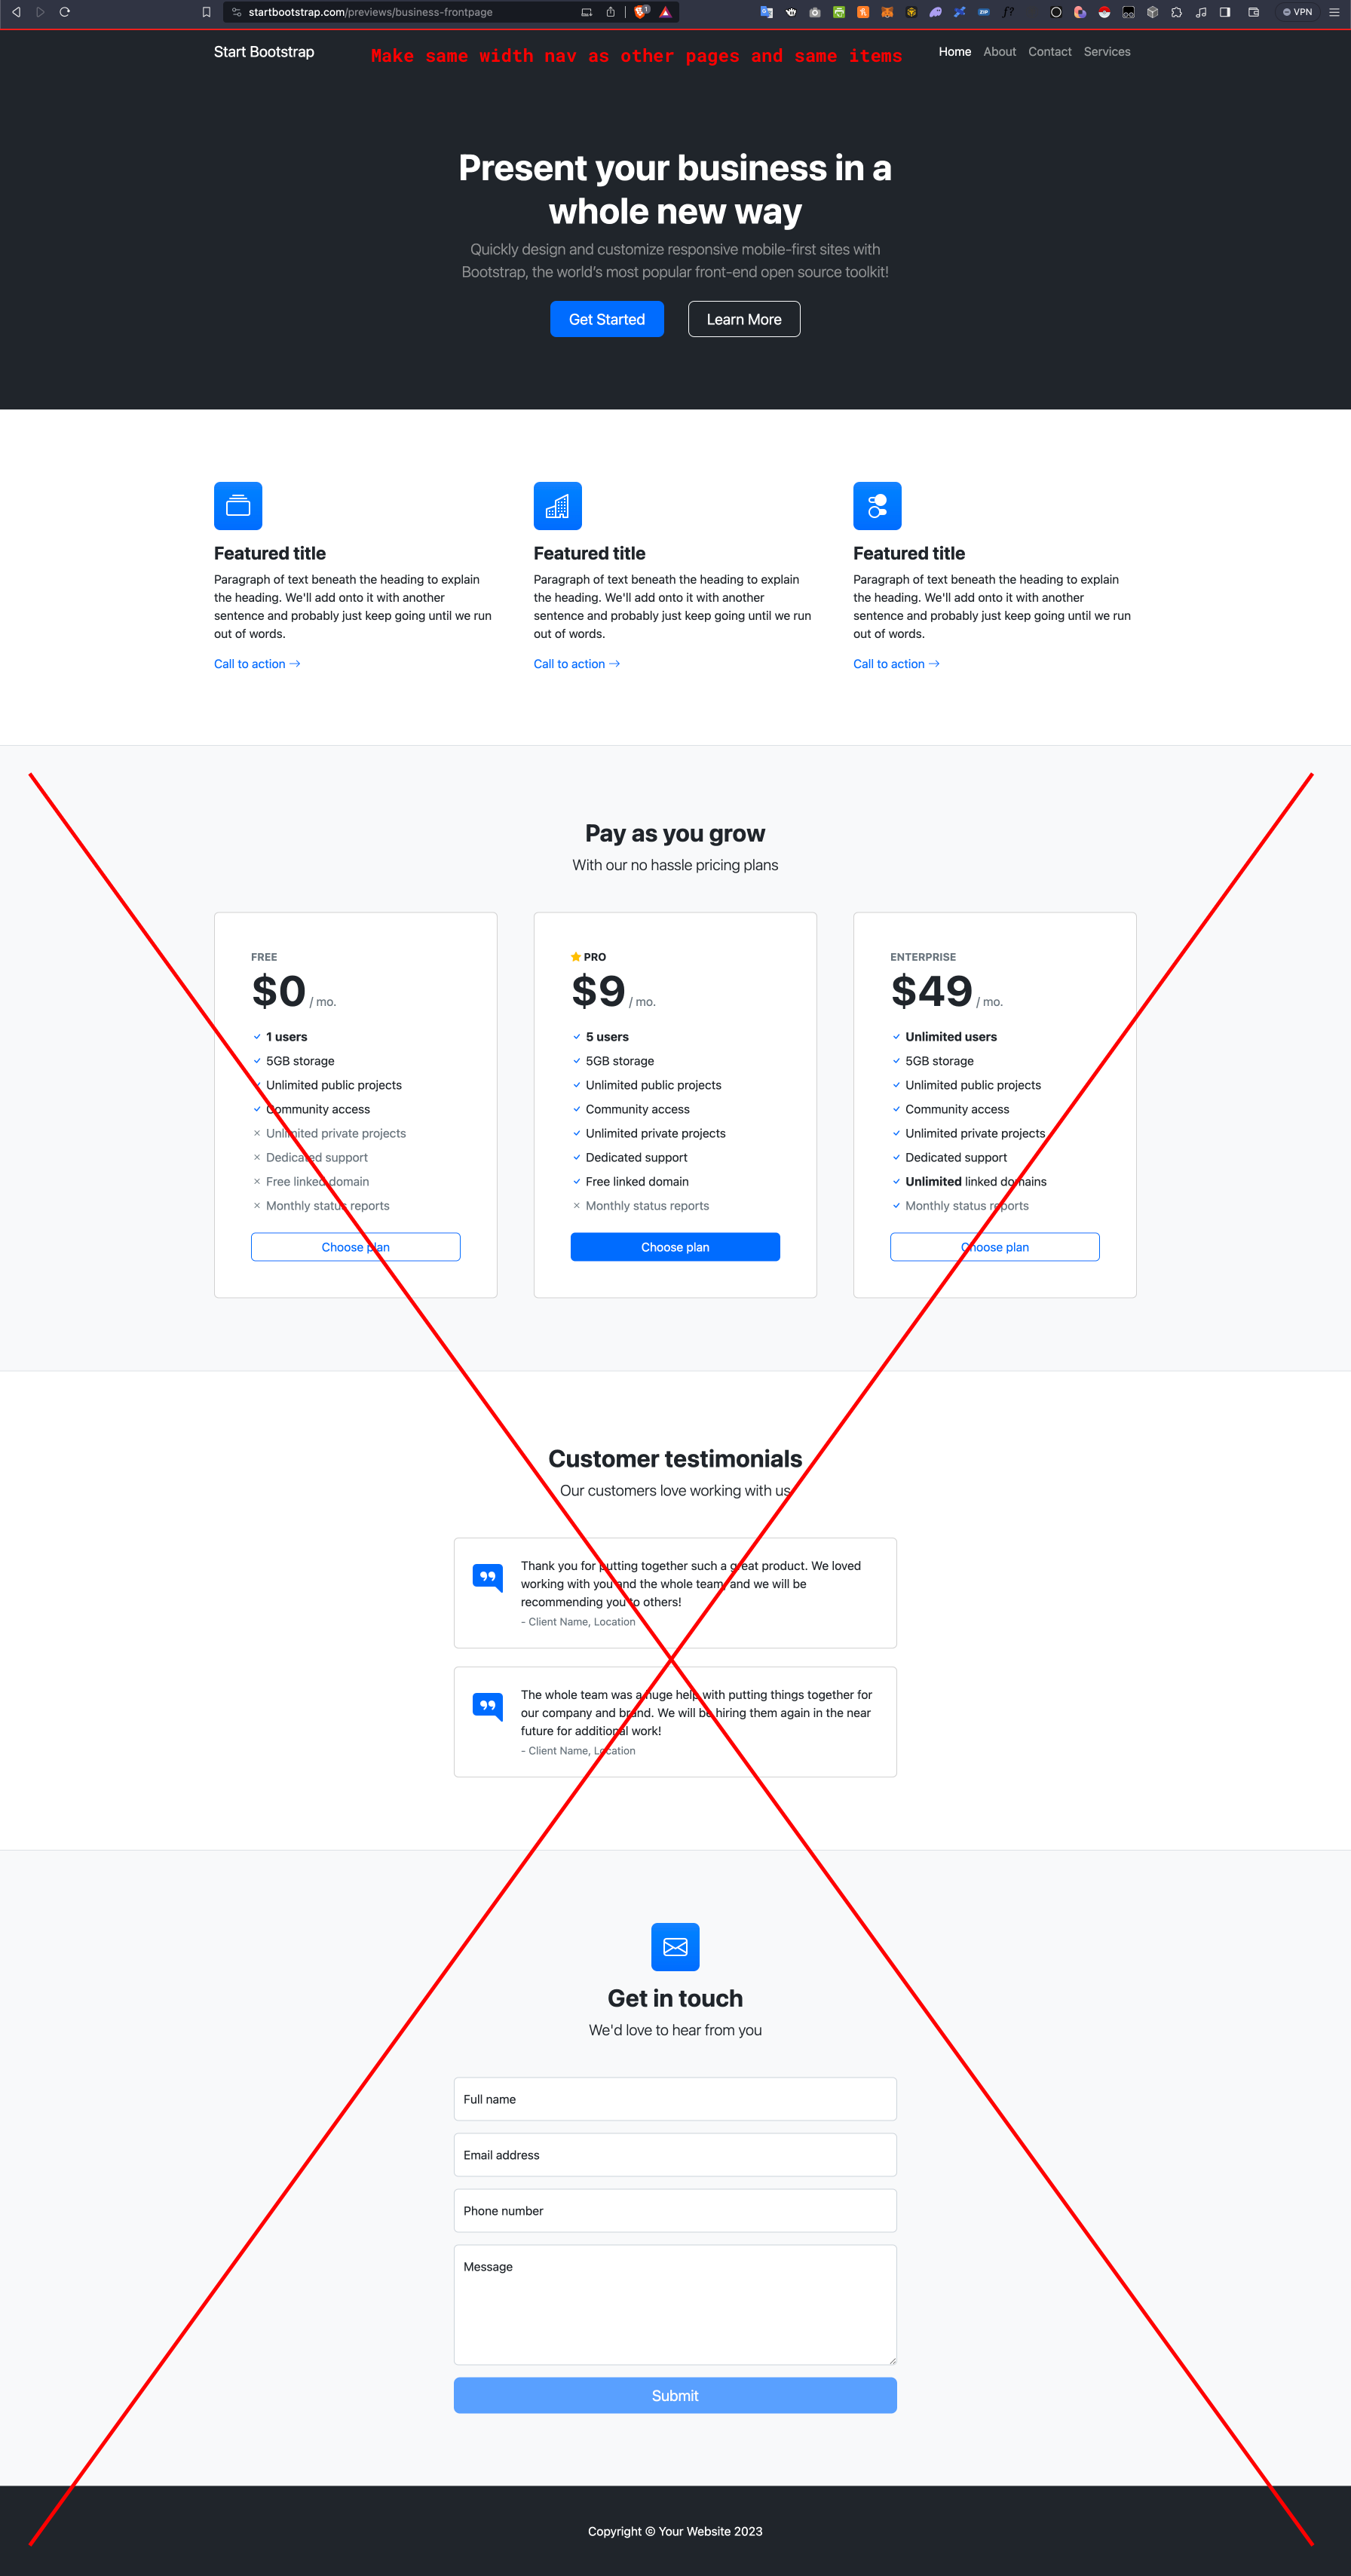 startbootstrap.com/previews/business-frontpage
1
ZIP
f?
VPN
Start Bootstrap
Make same width nav as other pages and same items
Home
About
Contact
Services
Present your business in a
whole new way
Quickly design and customize responsive mobile-first sites with
Bootstrap, the world's most popular front-end open source toolkit!
Get Started
Learn More
Featured title
Paragraph of text beneath the heading to explain
the heading. We'll add onto it with another
sentence and probably just keep going until we run
out of words.
Call to action →
Featured title
Paragraph of text beneath the heading to explain
the heading. We'll add onto it with another
sentence and probably just keep going until we run
out of words.
Call to action →
Featured title
Paragraph of text beneath the heading to explain
the heading. We'll add onto it with another
sentence and probably just keep going until we run
out of words.
Call to action →
Pay as you grow
With our no hassle pricing plans
FREE
$0 / mo.
1 users
5GB storage
Unlimited public projects
Community access
Unlimited private projects
Dedicated support
Free linked domain
Monthly status reports
Choose plan
PRO
$9 / mo.
5 users
5GB storage
Unlimited public projects
Community access
Unlimited private projects
Dedicated support
Free linked domain
Monthly status reports
Choose plan
ENTERPRISE
$49 / mo.
Unlimited users
5GB storage
Unlimited public projects
Community access
Unlimited private projects
Dedicated support
Unlimited linked domains
Monthly status reports
Choose plan
Customer testimonials
Our customers love working with us
Thank you for putting together such a great product. We loved
working with you and the whole team, and we will be
recommending you to others!
- Client Name, Location
The whole team was a huge help with putting things together for
our company and brand. We will be hiring them again in the near
future for additional work!
- Client Name, Location
Get in touch
We'd love to hear from you
Full name
Email address
Phone number
Message
Submit
Copyright © Your Website 2023